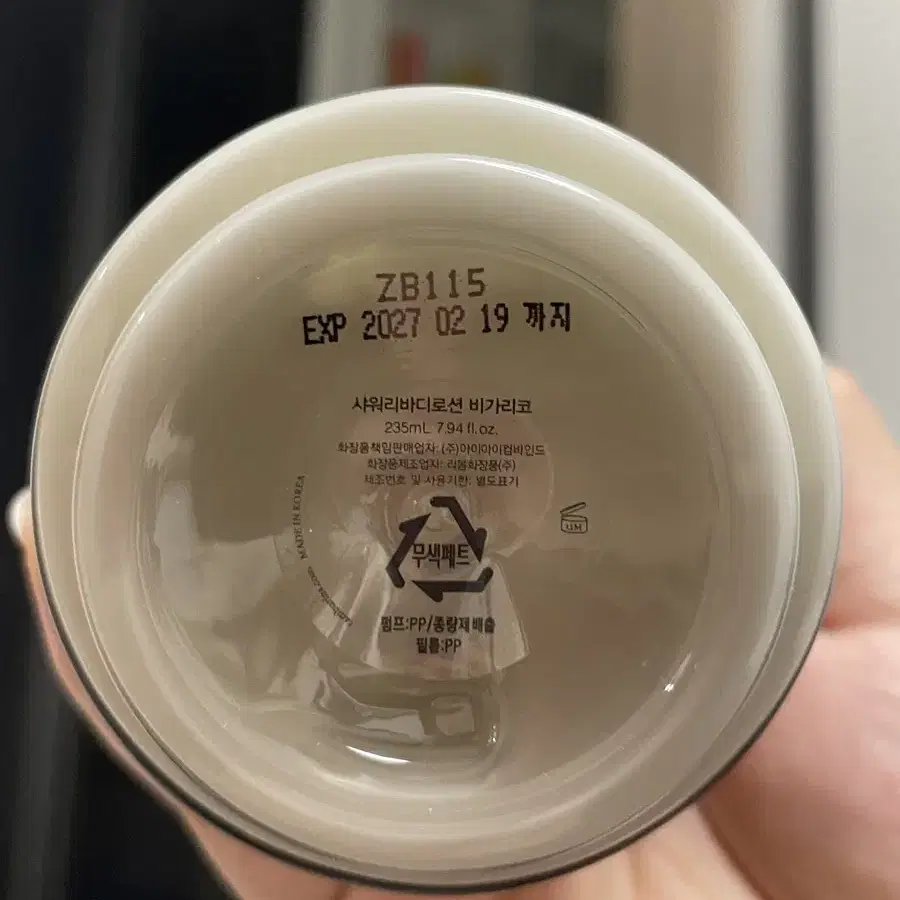 ZB115
EXP 2027 02 19 까지
샤워리바디로션 비가리코
235mL 7.94 fl.oz.
화장품책임판매업자: (주)아이아이컴바인드
화장품제조업자: 리봄화장품(주)
제조번호 및 사용기한: 별도표기
MADE IN KOREA
무색페트
펌프:PP/종량제배출
필름:PP